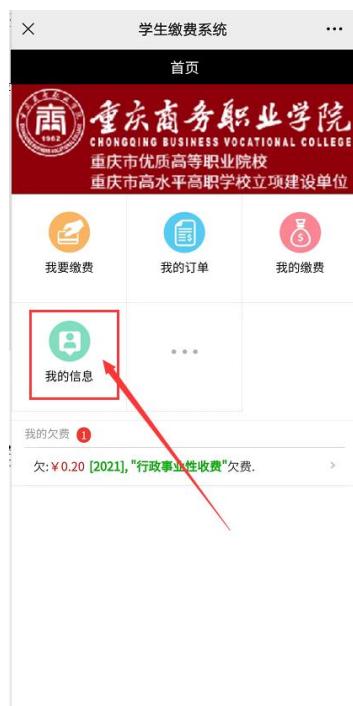 学生缴费系统
首页
商
1962
重庆商务职业学院
CHONGQING BUSINESS VOCATIONAL COLLEGE
重庆市优质高等职业院校
重庆市高水平高职学校立项建设单位
我要缴费
我的订单
我的缴费
我的信息
我的欠费 1
欠:￥0.20 [2021], "行政事业性收费"欠费.